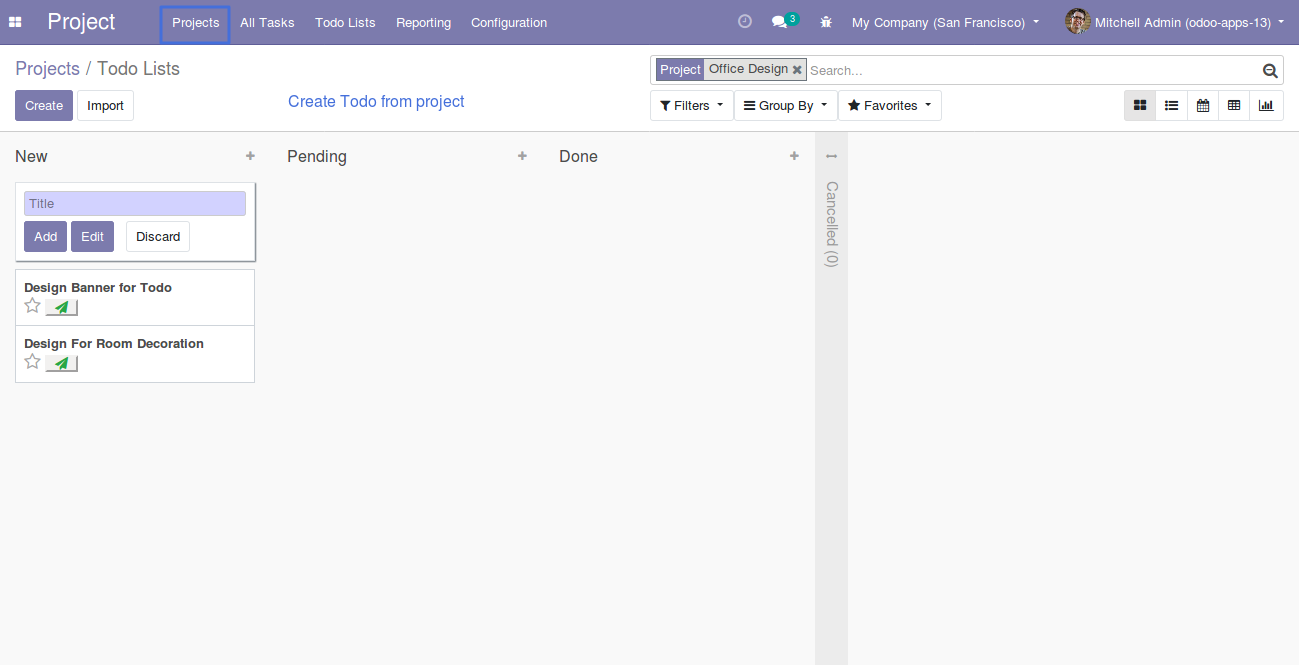 Project Projects All Tasks Todo Lists Reporting Configuration 3 My Company (San Francisco) Mitchell Admin (odoo-apps-13)
Projects / Todo Lists
Project Office Design Search...
Create Import Create Todo from project
Filters Group By Favorites
New Pending Done
Cancelled (0)
Title
Add Edit Discard
Design Banner for Todo
Design For Room Decoration